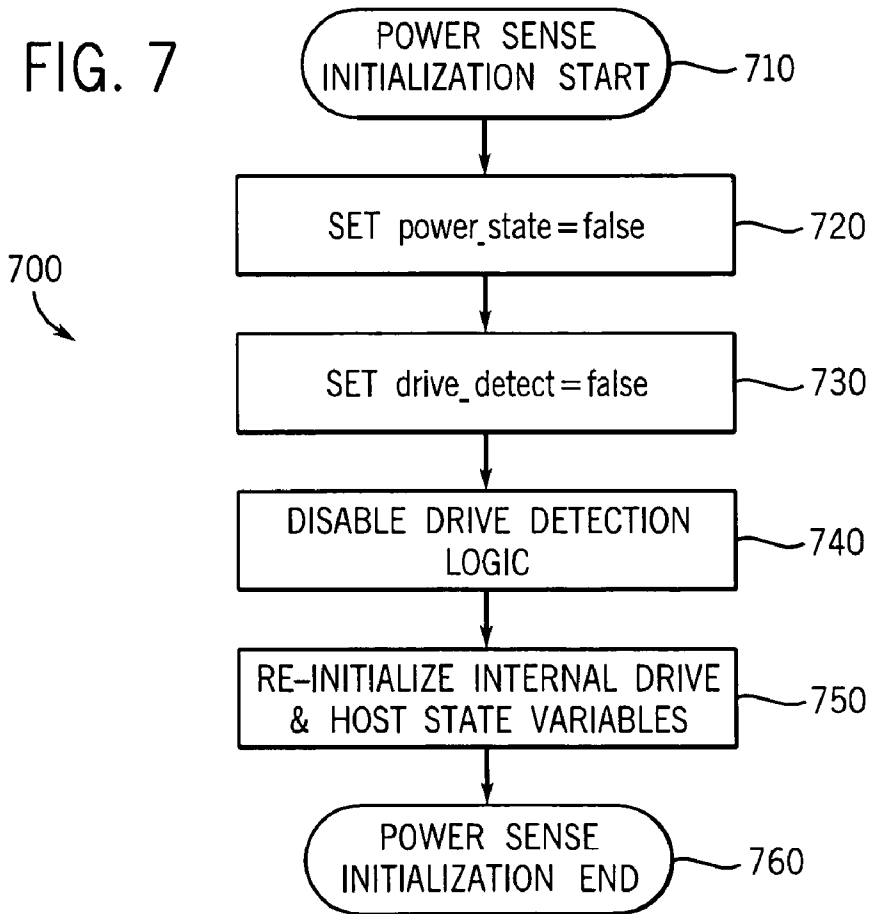 FIG. 7
POWER SENSE
INITIALIZATION START
710
SET power_state=false
720
700
SET drive_detect=false
730
DISABLE DRIVE DETECTION
LOGIC
740
RE-INITIALIZE INTERNAL DRIVE
& HOST STATE VARIABLES
750
POWER SENSE
INITIALIZATION END
760